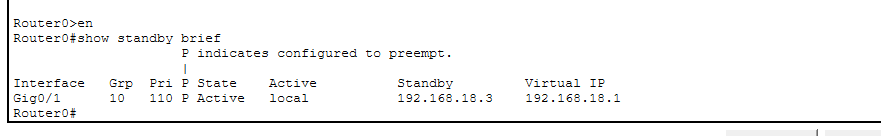 Router0>en
Router0#show standby brief
                     P indicates configured to preempt.
                     |
Interface   Grp  Pri P State    Active          Standby         Virtual IP
Gig0/1      10   110 P Active   local           192.168.18.3    192.168.18.1
Router0#